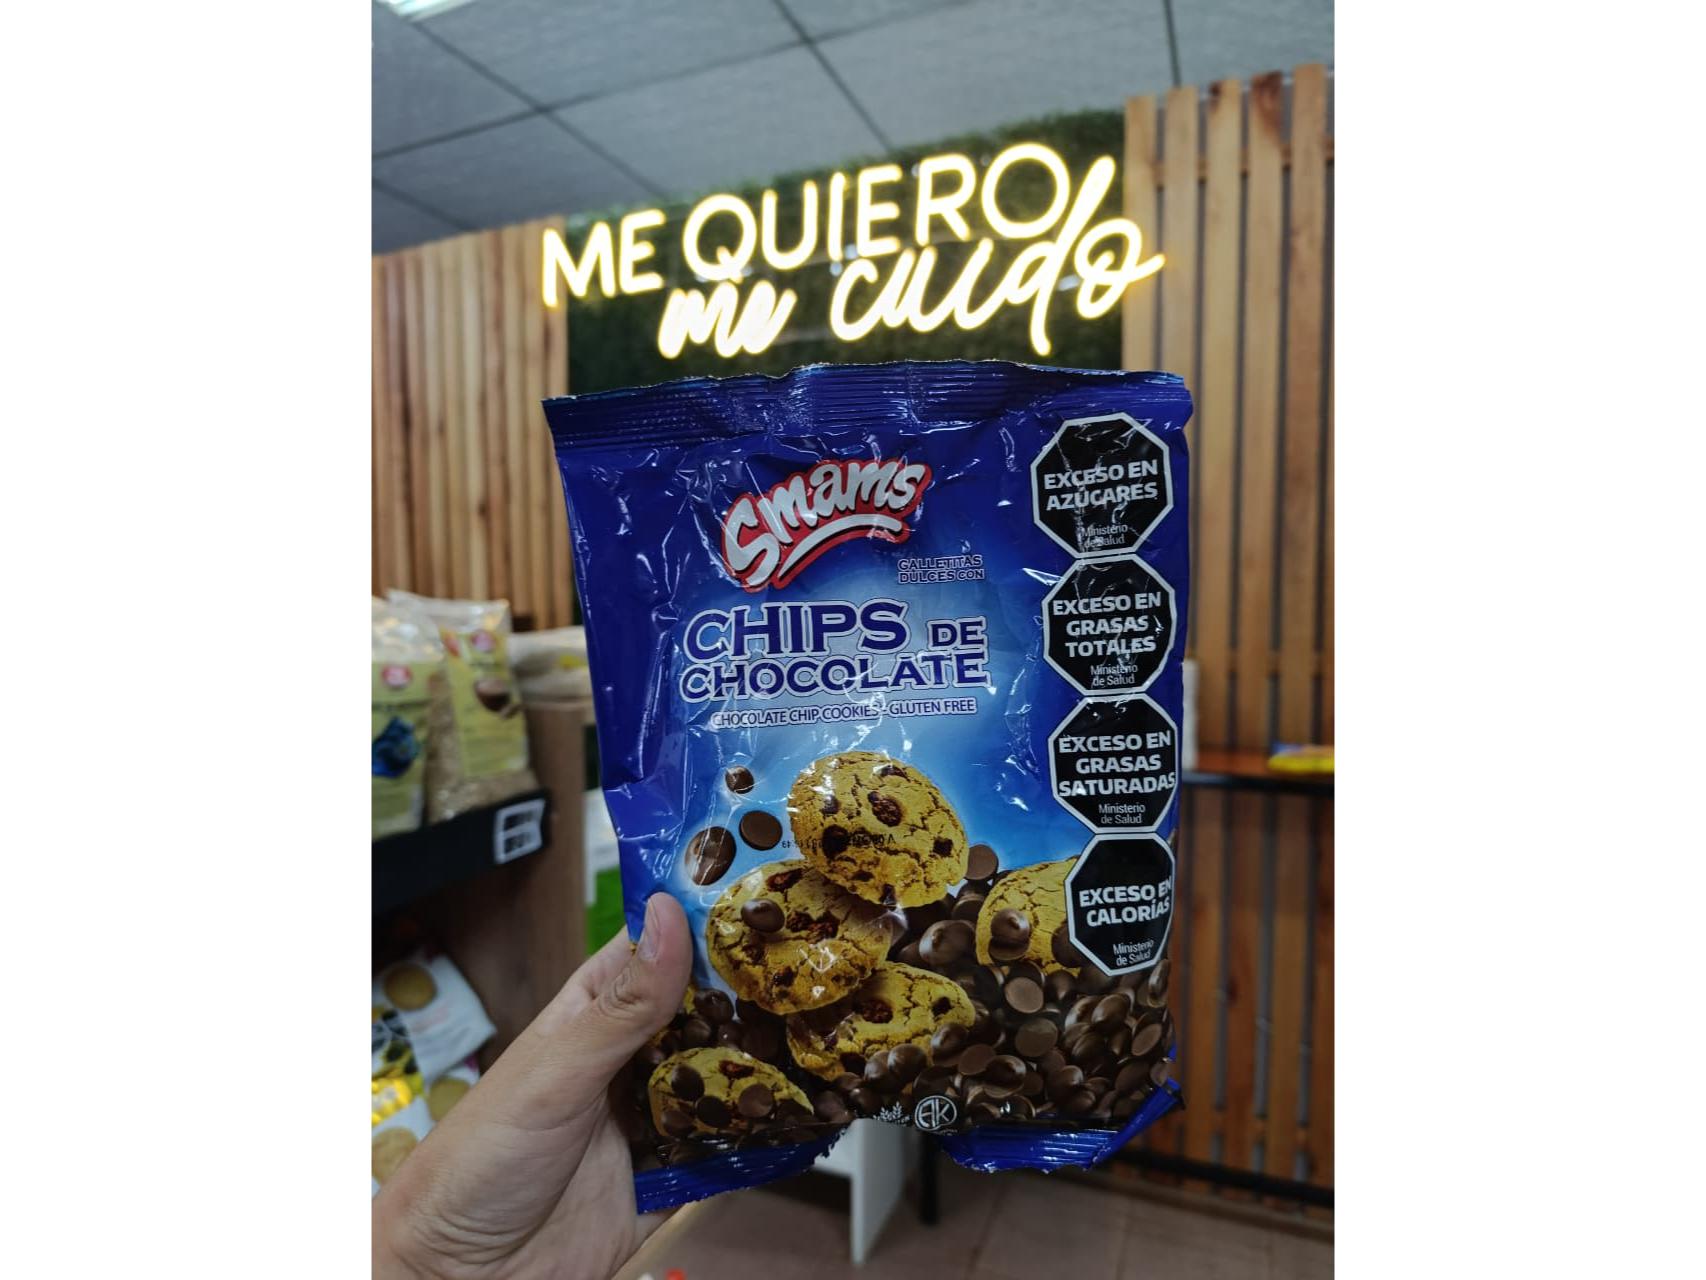 ME QUIERO
me cuido
Smams
GALLETITAS
DULCES CON
CHIPS DE
CHOCOLATE
CHOCOLATE CHIP COOKIES - GLUTEN FREE
EXCESO EN
AZÚCARES
Ministerio
de Salud
EXCESO EN
GRASAS
TOTALES
Ministerio
de Salud
EXCESO EN
GRASAS
SATURADAS
Ministerio
de Salud
EXCESO EN
CALORÍAS
Ministerio
de Salud